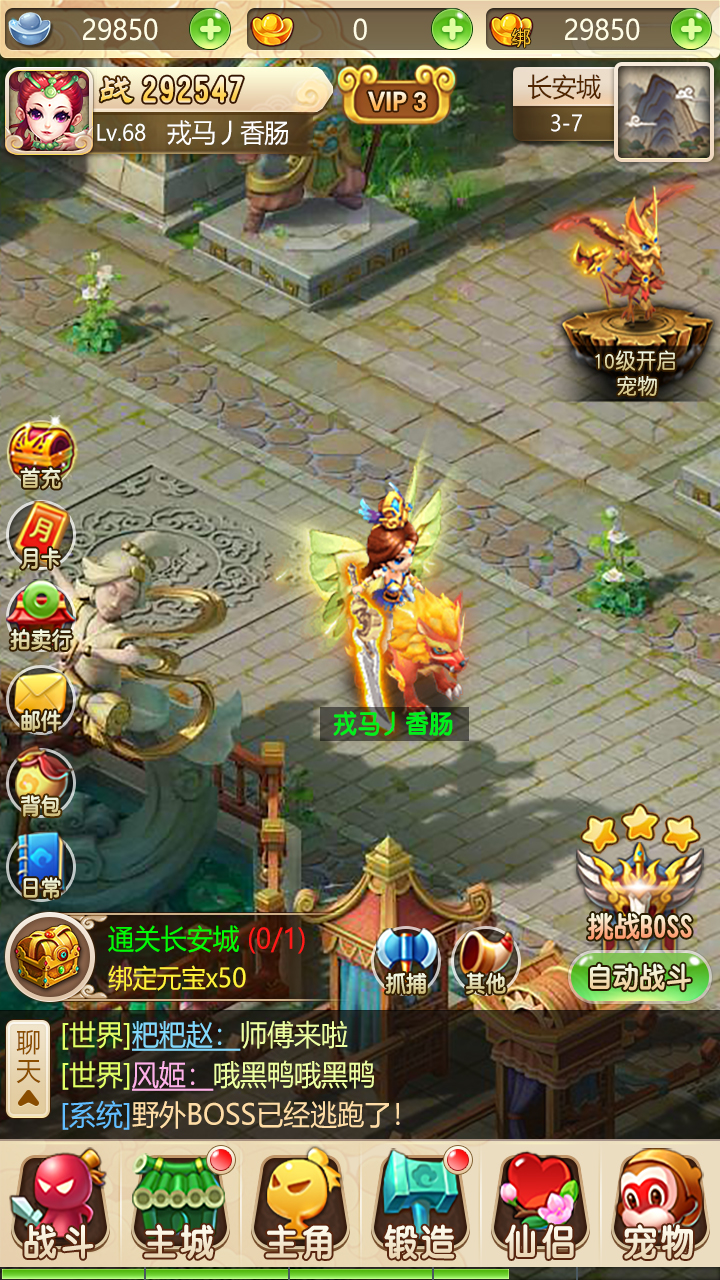 29850
0
绑
29850
战 292547
VIP 3
长安城
Lv.68 戎马丿香肠
3-7
10级开启
宠物
首充
月
月卡
拍卖行
邮件
戎马丿香肠
背包
日常
挑战BOSS
通关长安城 (0/1)
绑定元宝x50
抓捕
其他
自动战斗
聊天
[世界]粑粑赵：师傅来啦
[世界]风姬：哦黑鸭哦黑鸭
[系统]野外BOSS已经逃跑了!
战斗
主城
主角
锻造
仙侣
宠物